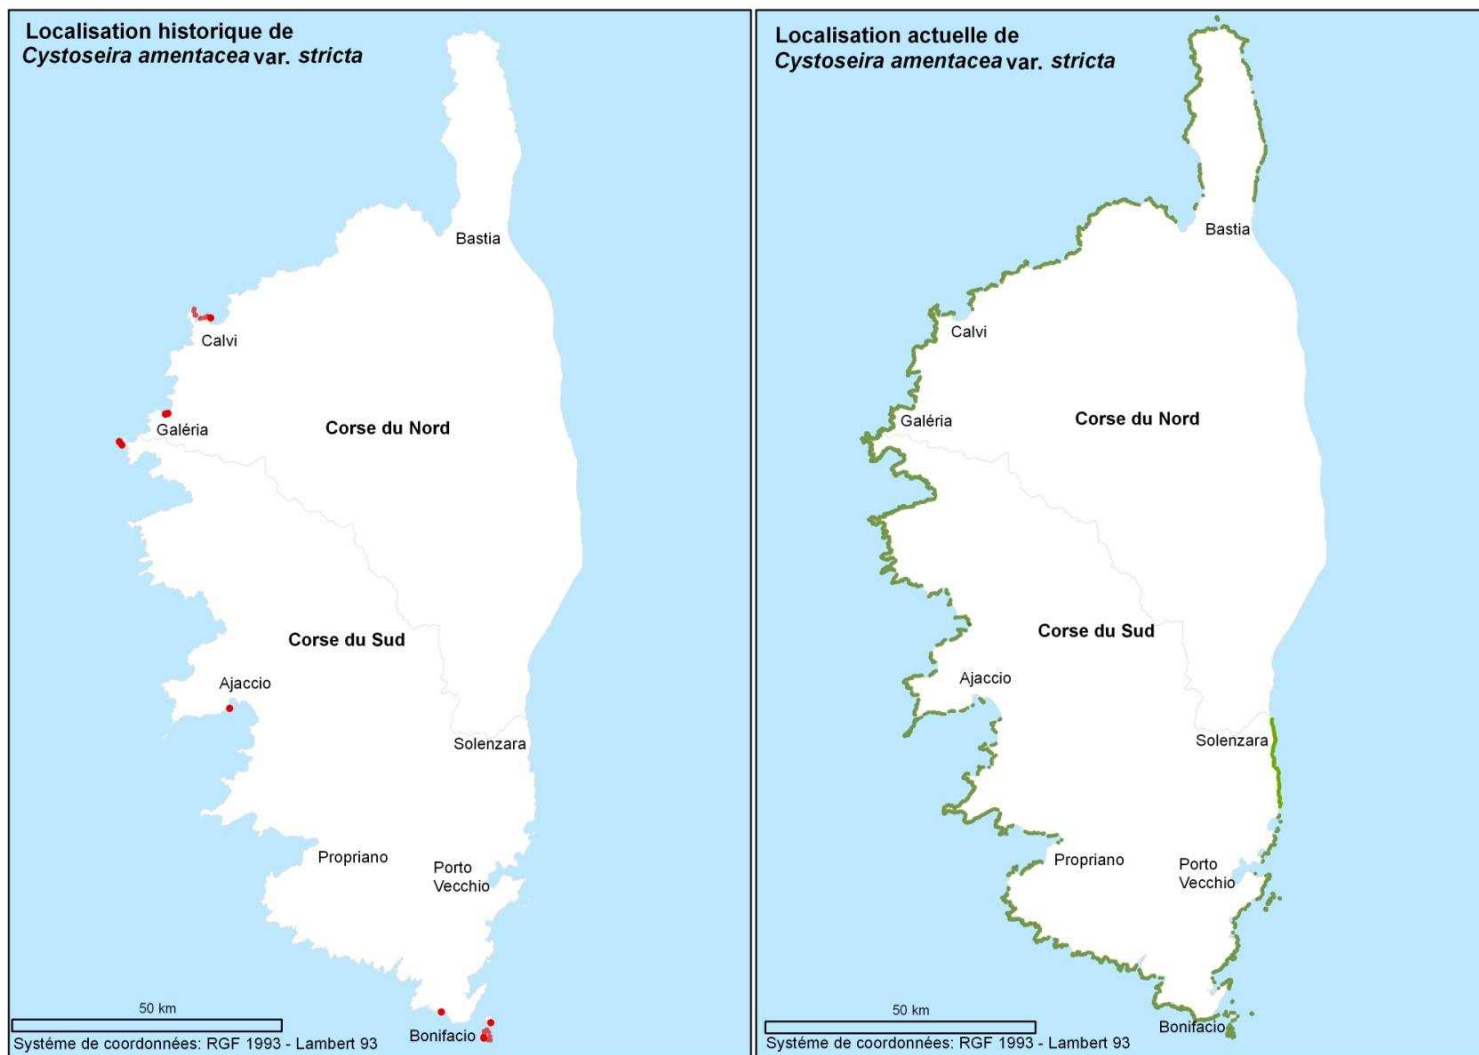 Localisation historique de
Cystoseira amentacea var. stricta
Bastia
Calvi
Galéria
Corse du Nord
Corse du Sud
Ajaccio
Solenzara
Propriano
Porto
Vecchio
50 km
Bonifacio
Systéme de coordonnées: RGF 1993 - Lambert 93
Localisation actuelle de
Cystoseira amentacea var. stricta
Bastia
Calvi
Galéria
Corse du Nord
Corse du Sud
Ajaccio
Solenzara
Propriano
Porto
Vecchio
50 km
Bonifacio
Systéme de coordonnées: RGF 1993 - Lambert 93